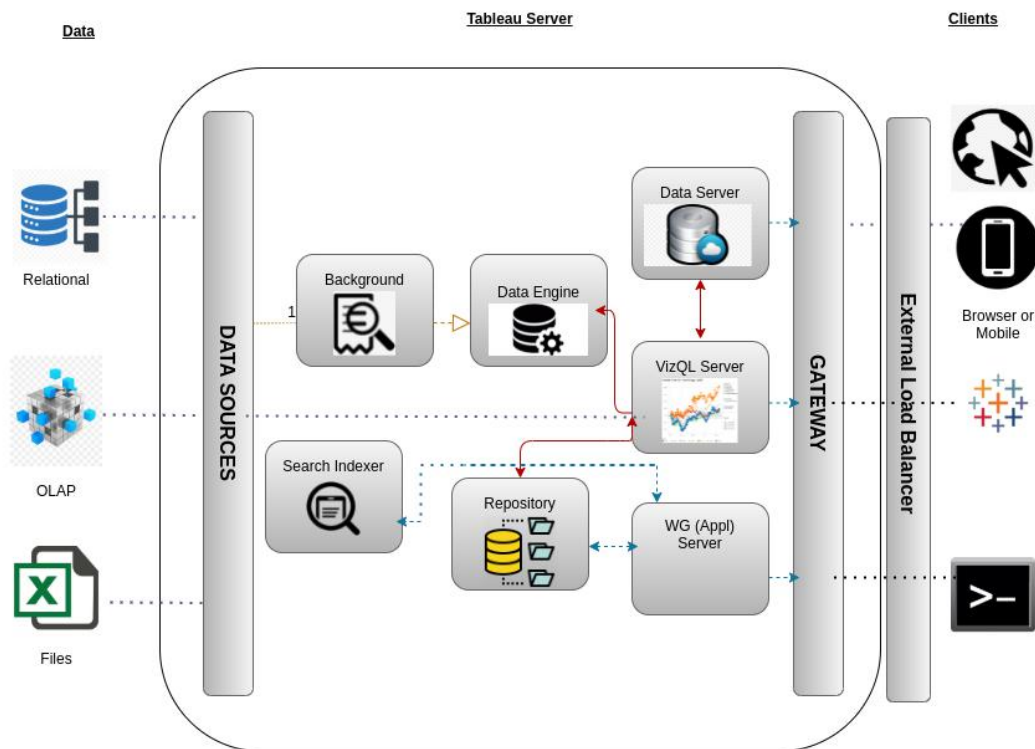 Tableau Server
Data
Clients
Relational
OLAP
Files
DATA SOURCES
1
Background
Data Engine
Data Server
VizQL Server
Search Indexer
Repository
WG (Appl)
Server
GATEWAY
External Load Balancer
Browser or
Mobile